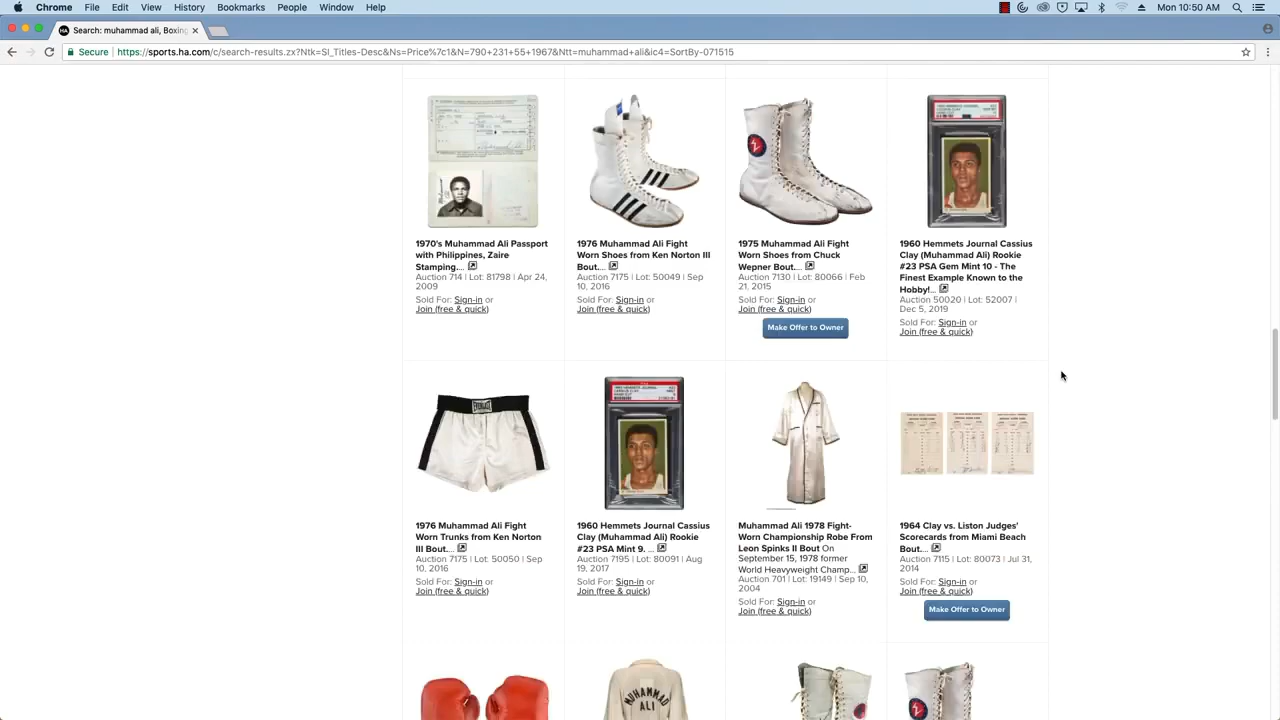 Chrome File Edit View History Bookmarks People Window Help
Mon 10:50 AM
Search: muhammad ali, Boxing
Secure https://sports.ha.com/c/search-results.zx?Ntk=SI_Titles-Desc&Ns=Price%7c1&N=790+231+55+1967&Ntt=muhammad+ali&ic4=SortBy-071515
1970's Muhammad Ali Passport
with Philippines, Zaire
Stamping...
Auction 714 | Lot: 81798 | Apr 24,
2009
Sold For: Sign-in or
Join (free & quick)
1976 Muhammad Ali Fight
Worn Shoes from Ken Norton III
Bout...
Auction 7175 | Lot: 50049 | Sep
10, 2016
Sold For: Sign-in or
Join (free & quick)
1975 Muhammad Ali Fight
Worn Shoes from Chuck
Wepner Bout...
Auction 7130 | Lot: 80066 | Feb
21, 2015
Sold For: Sign-in or
Join (free & quick)
Make Offer to Owner
1960 Hemmets Journal Cassius
Clay (Muhammad Ali) Rookie
#23 PSA Gem Mint 10 - The
Finest Example Known to the
Hobby!...
Auction 50020 | Lot: 52007 |
Dec 5, 2019
Sold For: Sign-in or
Join (free & quick)
1976 Muhammad Ali Fight
Worn Trunks from Ken Norton
III Bout...
Auction 7175 | Lot: 50050 | Sep
10, 2016
Sold For: Sign-in or
Join (free & quick)
1960 Hemmets Journal Cassius
Clay (Muhammad Ali) Rookie
#23 PSA Mint 9. ...
Auction 7195 | Lot: 80091 | Aug
19, 2017
Sold For: Sign-in or
Join (free & quick)
Muhammad Ali 1978 Fight-
Worn Championship Robe From
Leon Spinks II Bout On
September 15, 1978 former
World Heavyweight Champ...
Auction 701 | Lot: 19149 | Sep 10,
2004
Sold For: Sign-in or
Join (free & quick)
1964 Clay vs. Liston Judges'
Scorecards from Miami Beach
Bout...
Auction 7115 | Lot: 80073 | Jul 31,
2014
Sold For: Sign-in or
Join (free & quick)
Make Offer to Owner
MUHAMMAD
ALI